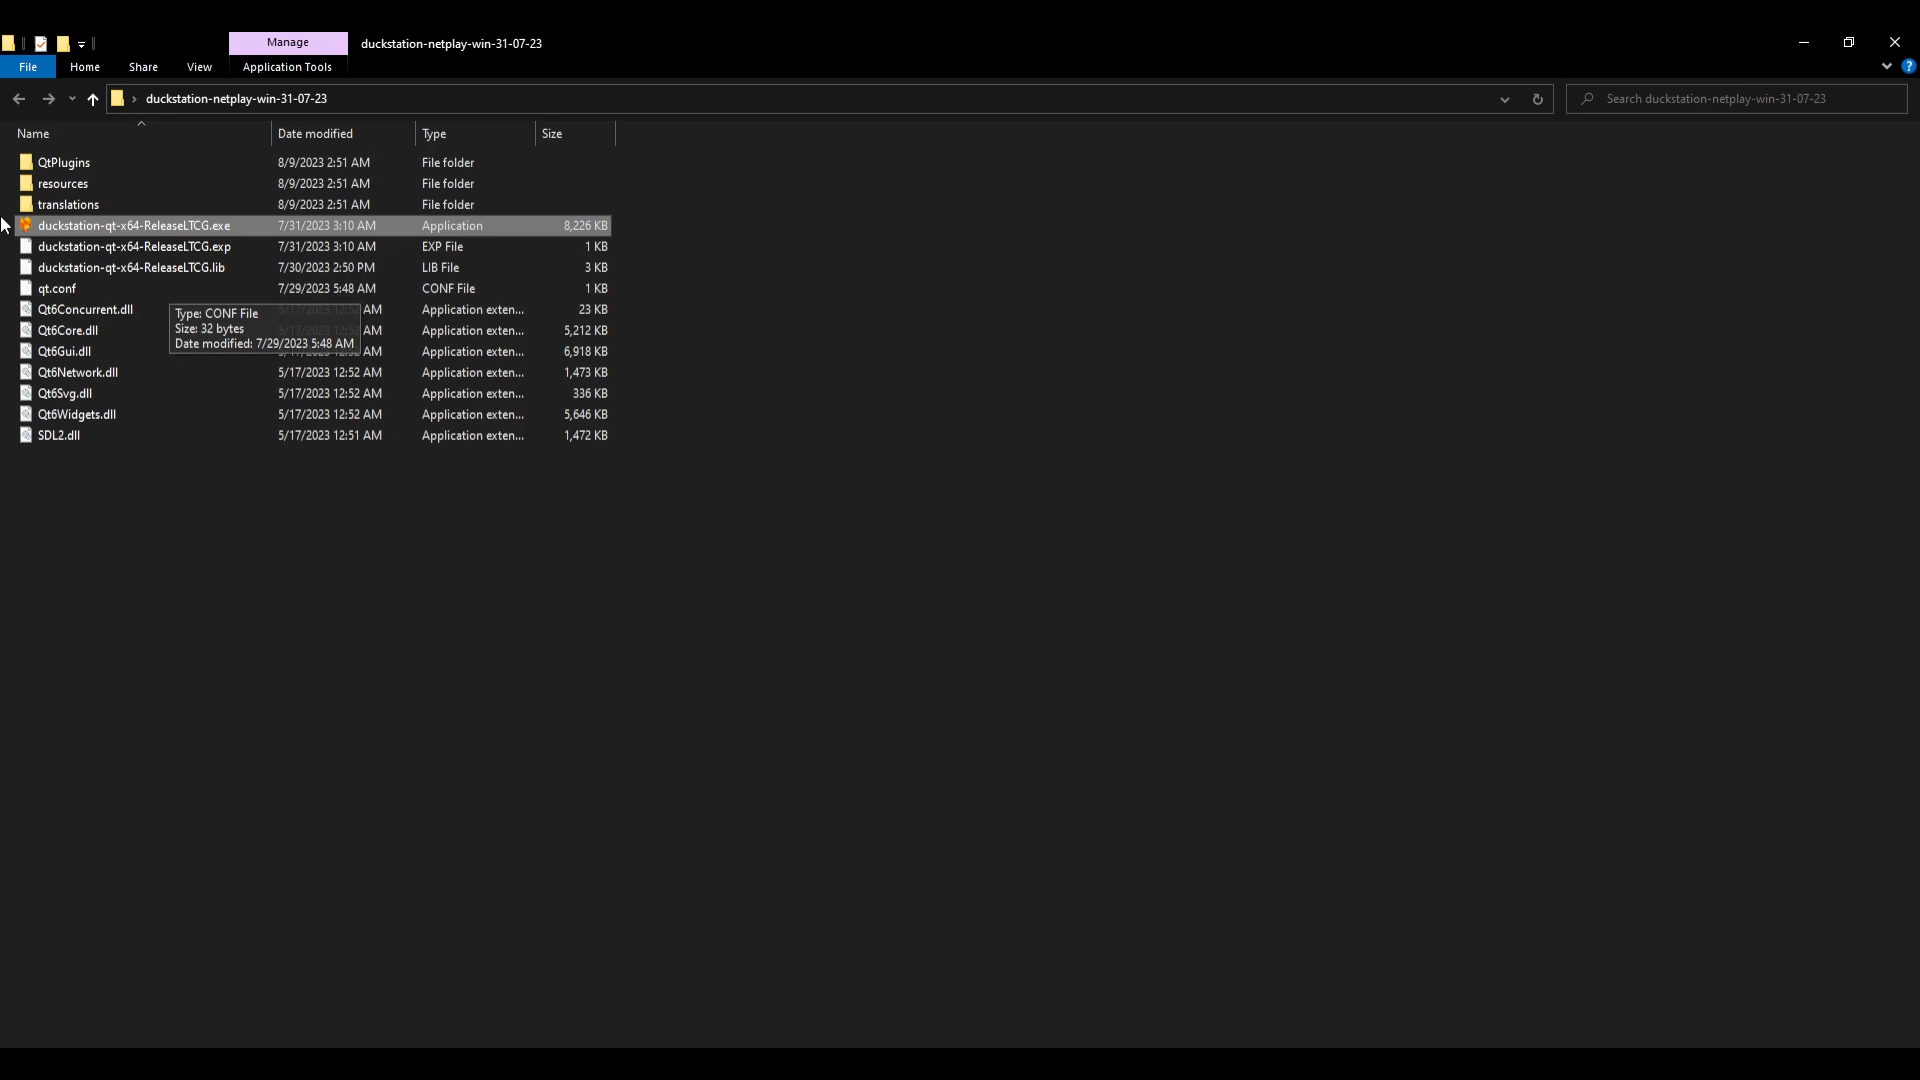 Manage duckstation-netplay-win-31-07-23
File Home Share View Application Tools
duckstation-netplay-win-31-07-23 Search duckstation-netplay-win-31-07-23
Name Date modified Type Size
QtPlugins 8/9/2023 2:51 AM File folder
resources 8/9/2023 2:51 AM File folder
translations 8/9/2023 2:51 AM File folder
duckstation-qt-x64-ReleaseLTCG.exe 7/31/2023 3:10 AM Application 8,226 KB
duckstation-qt-x64-ReleaseLTCG.exp 7/31/2023 3:10 AM EXP File 1 KB
duckstation-qt-x64-ReleaseLTCG.lib 7/30/2023 2:50 PM LIB File 3 KB
qt.conf 7/29/2023 5:48 AM CONF File 1 KB
Qt6Concurrent.dll 5/17/2023 12:52 AM Application exten... 23 KB
Type: CONF File
Qt6Core.dll 5/17/2023 12:52 AM Application exten... 5,212 KB
Size: 32 bytes
Date modified: 7/29/2023 5:48 AM
Qt6Gui.dll AM Application exten... 6,918 KB
Qt6Network.dll 5/17/2023 12:52 AM Application exten... 1,473 KB
Qt6Svg.dll 5/17/2023 12:52 AM Application exten... 336 KB
Qt6Widgets.dll 5/17/2023 12:52 AM Application exten... 5,646 KB
SDL2.dll 5/17/2023 12:51 AM Application exten... 1,472 KB